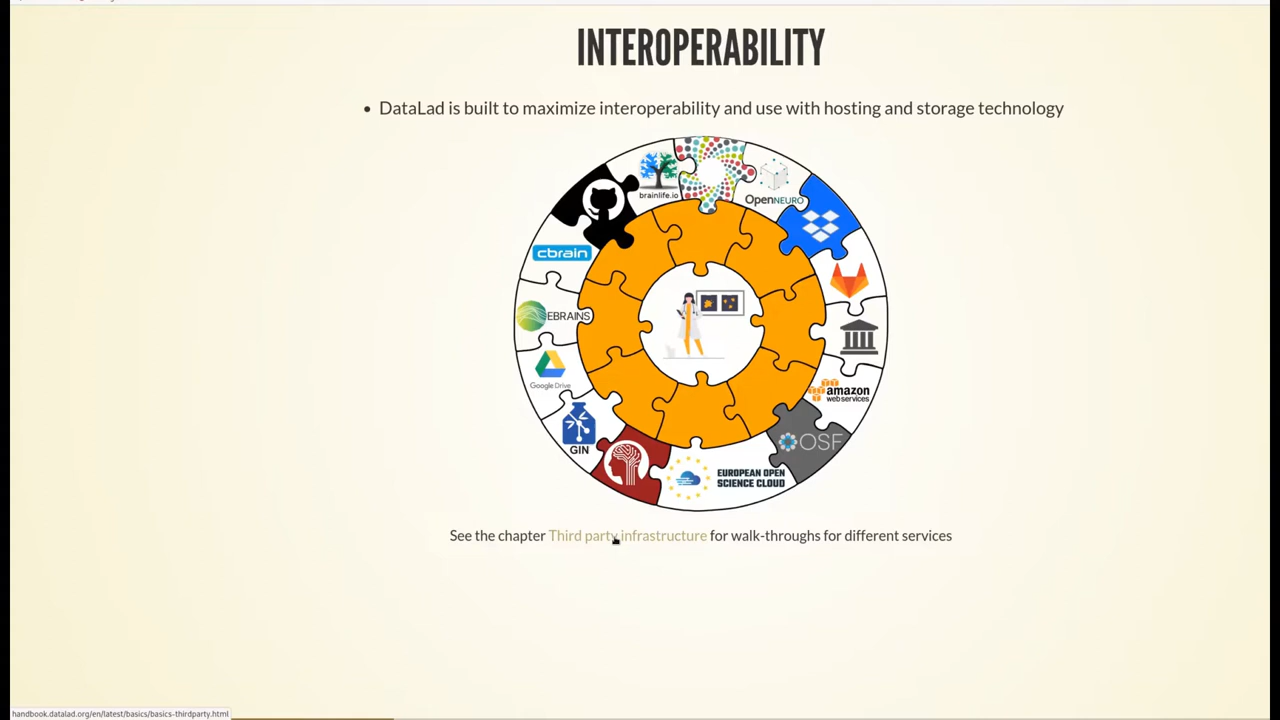 INTEROPERABILITY
• DataLad is built to maximize interoperability and use with hosting and storage technology
brainlife.io
OpenNEURO
cbrain
EBRAINS
Google Drive
amazon
webservices
GIN
OSF
EUROPEAN OPEN
SCIENCE CLOUD
See the chapter Third party infrastructure for walk-throughs for different services
handbook.datalad.org/en/latest/basics/basics-thirdparty.html